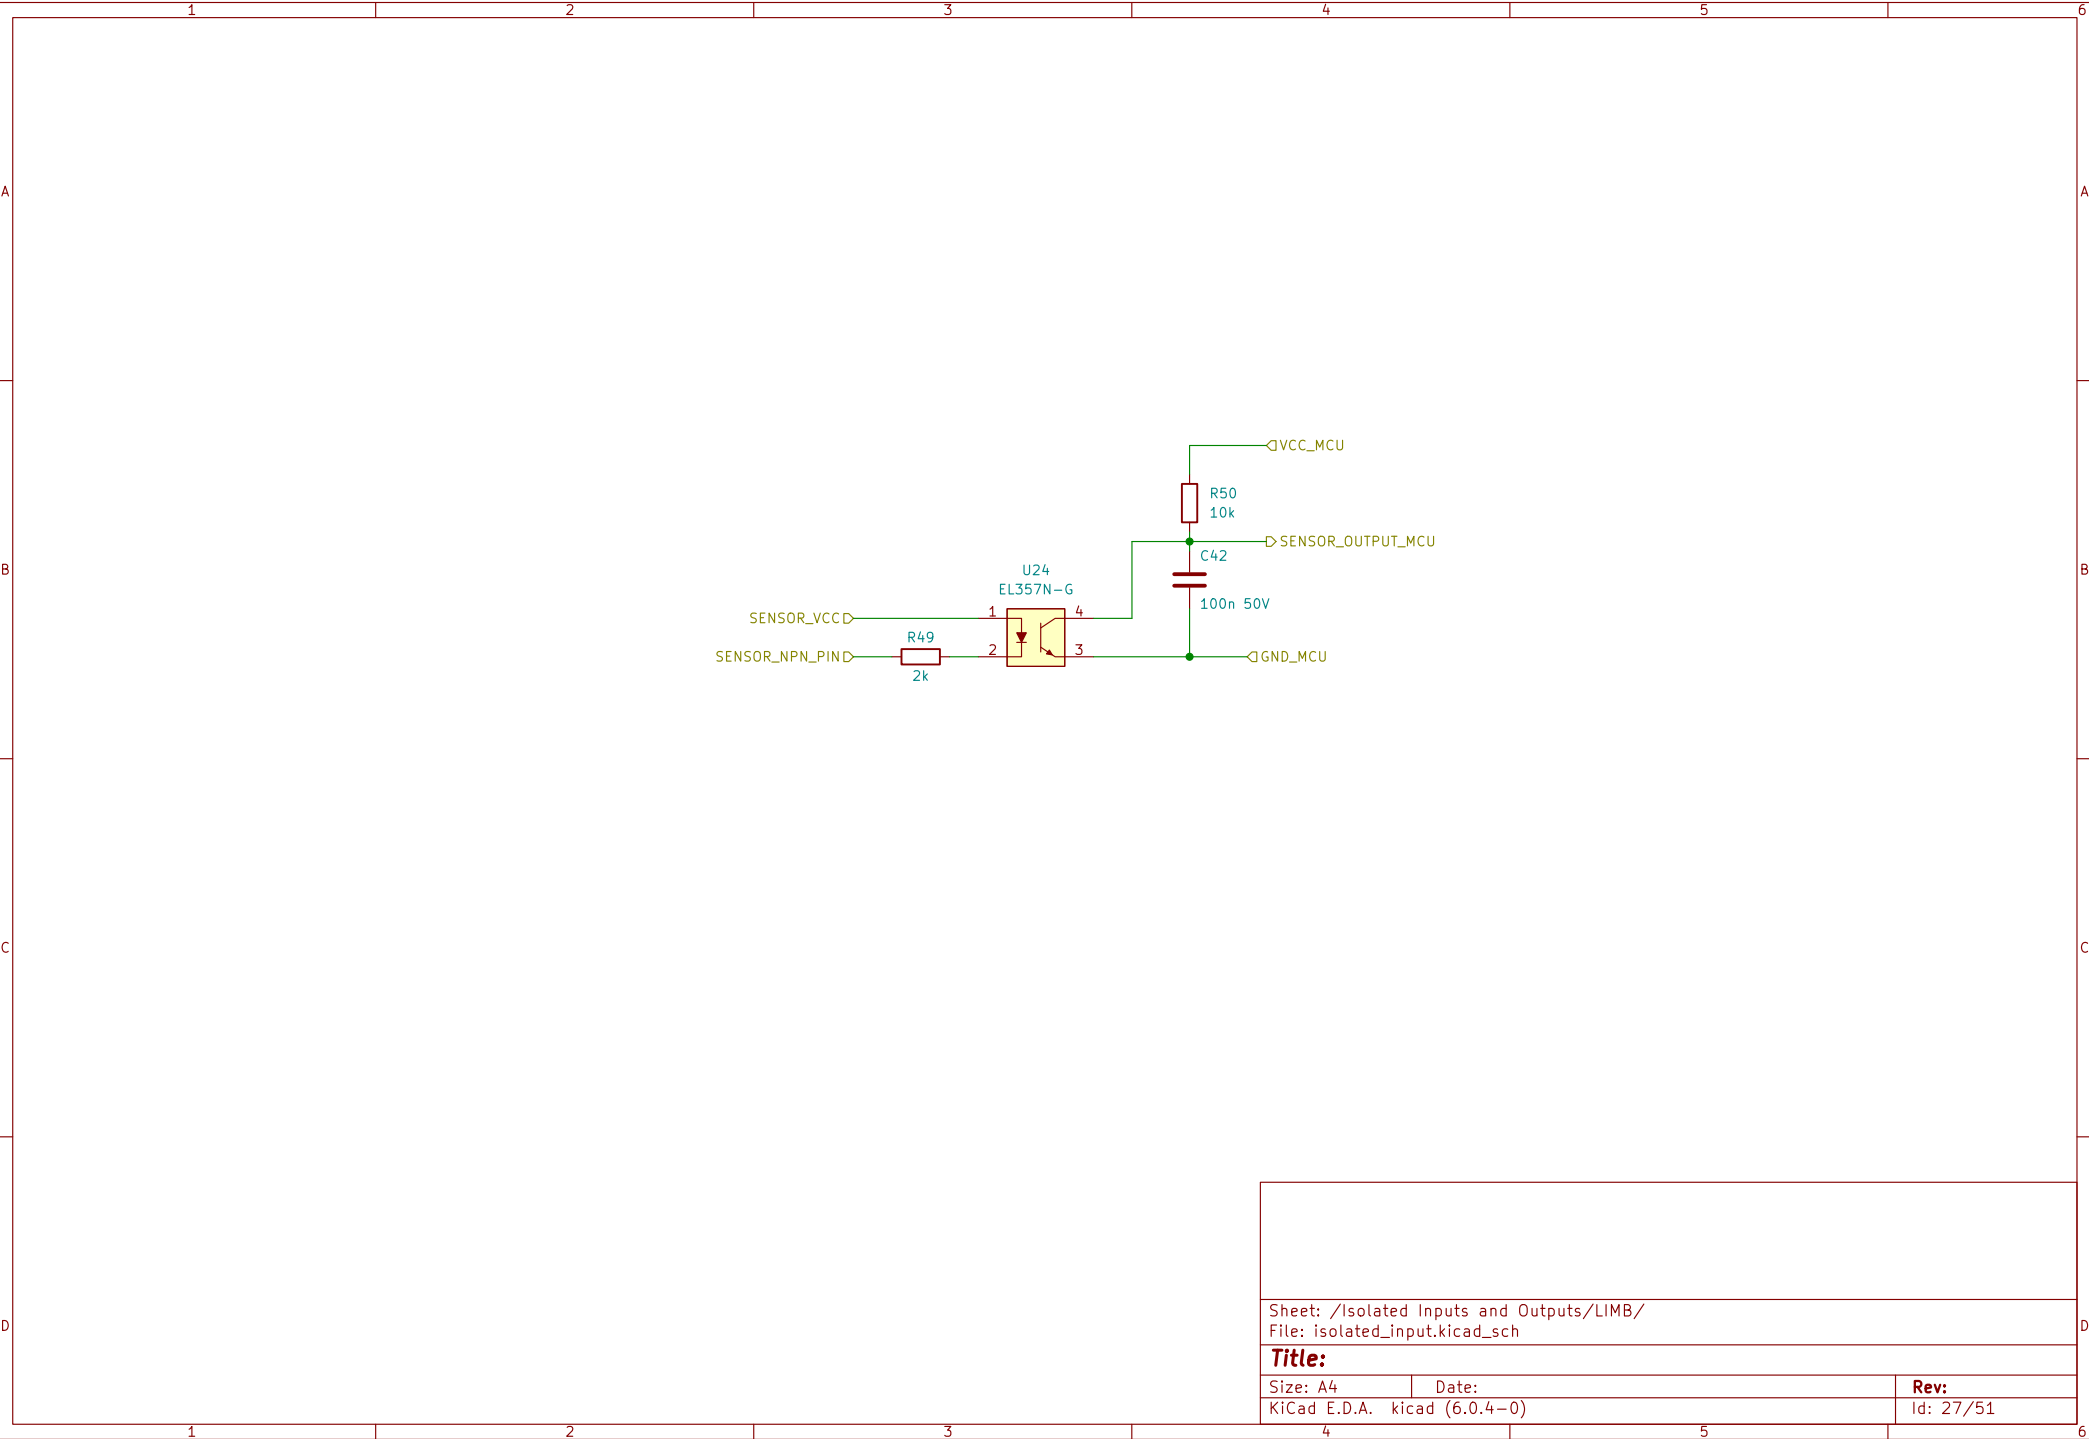 1 2 3 4 5 6
A A
VCC_MCU
R50
10k
SENSOR_OUTPUT_MCU
C42
B B
U24
EL357N-G
100n 50V
SENSOR_VCC 1 4
R49
SENSOR_NPN_PIN 2 3 GND_MCU
2k
C C
Sheet: /Isolated Inputs and Outputs/LIMB/
D D
File: isolated_input.kicad_sch
Title:
Size: A4 Date: Rev:
KiCad E.D.A. kicad (6.0.4-0) Id: 27/51
1 2 3 4 5 6